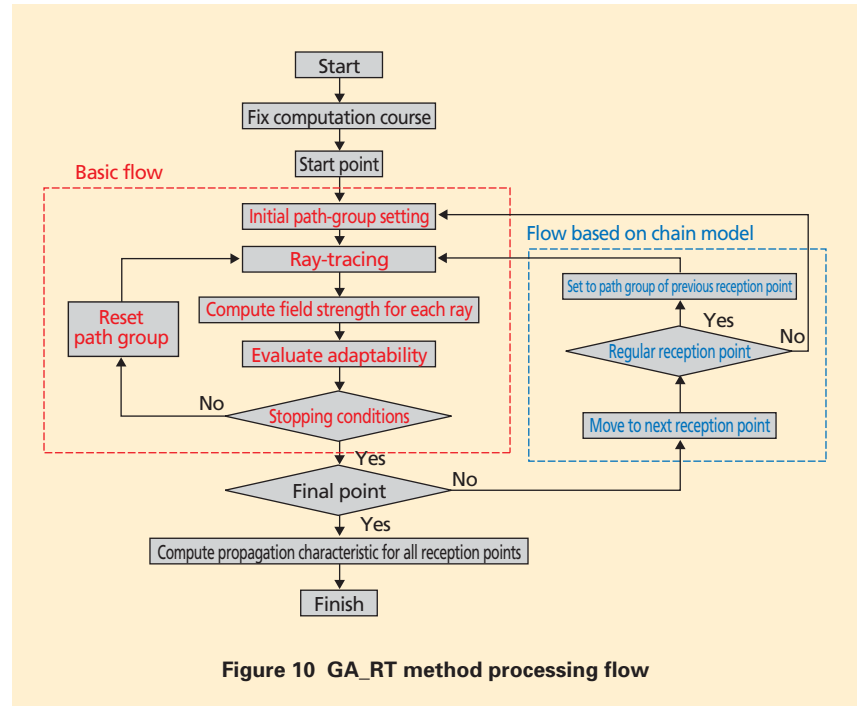 Start
Fix computation course
Start point
Basic flow
Initial path-group setting
Flow based on chain model
Ray-tracing
Set to path group of previous reception point
Reset
path group
Compute field strength for each ray
Yes
No
Regular reception point
Evaluate adaptability
No
Stopping conditions
Move to next reception point
Yes
Final point
No
Yes
Compute propagation characteristic for all reception points
Finish
Figure 10 GA_RT method processing flow